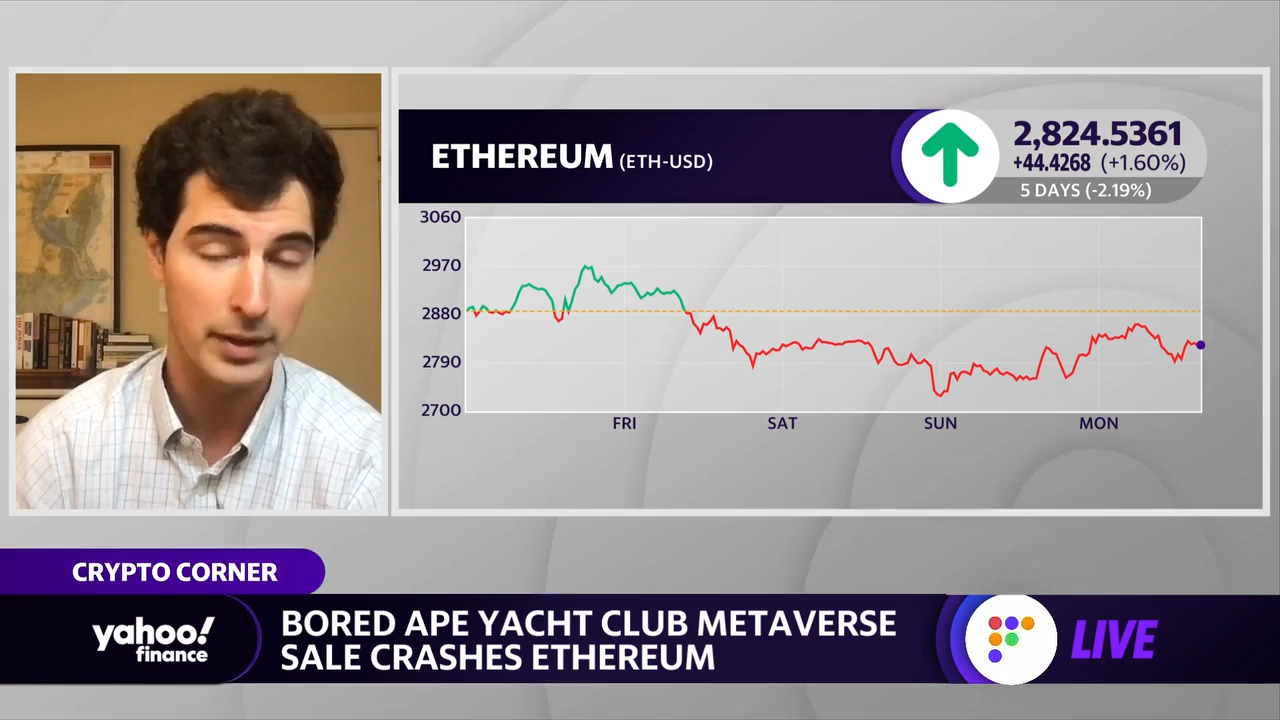 ETHEREUM (ETH-USD)
2,824.5361
+44.4268 (+1.60%)
5 DAYS (-2.19%)
3060
2970
2880
2790
2700
FRI SAT SUN MON
CRYPTO CORNER
yahoo!
finance
BORED APE YACHT CLUB METAVERSE
SALE CRASHES ETHEREUM
LIVE